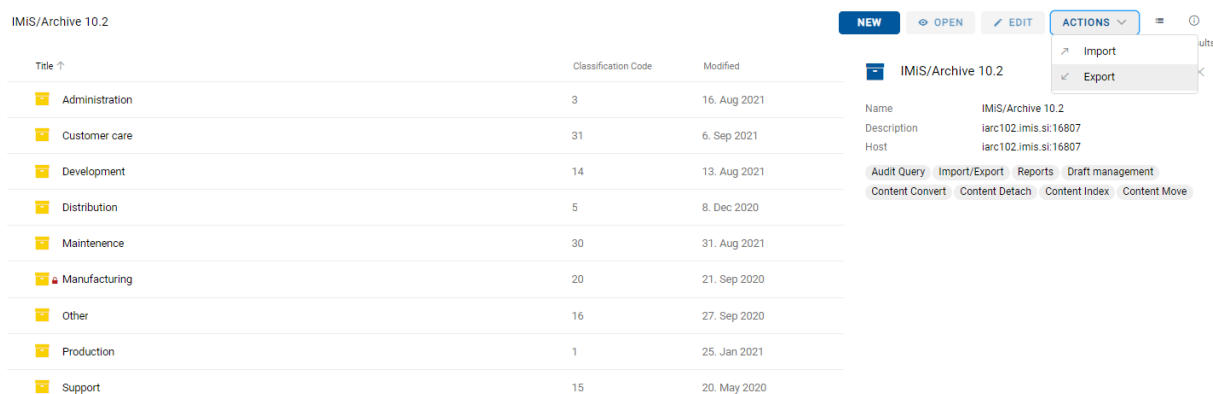 IMiS/Archive 10.2
NEW OPEN EDIT ACTIONS
Import
Export
ults
Title Classification Code Modified
Administration 3 16. Aug 2021
Customer care 31 6. Sep 2021
Development 14 13. Aug 2021
Distribution 5 8. Dec 2020
Maintenence 30 31. Aug 2021
Manufacturing 20 21. Sep 2020
Other 16 27. Sep 2020
Production 1 25. Jan 2021
Support 15 20. May 2020
IMiS/Archive 10.2
Name IMiS/Archive 10.2
Description iarc102.imis.si:16807
Host iarc102.imis.si:16807
Audit Query Import/Export Reports Draft management
Content Convert Content Detach Content Index Content Move